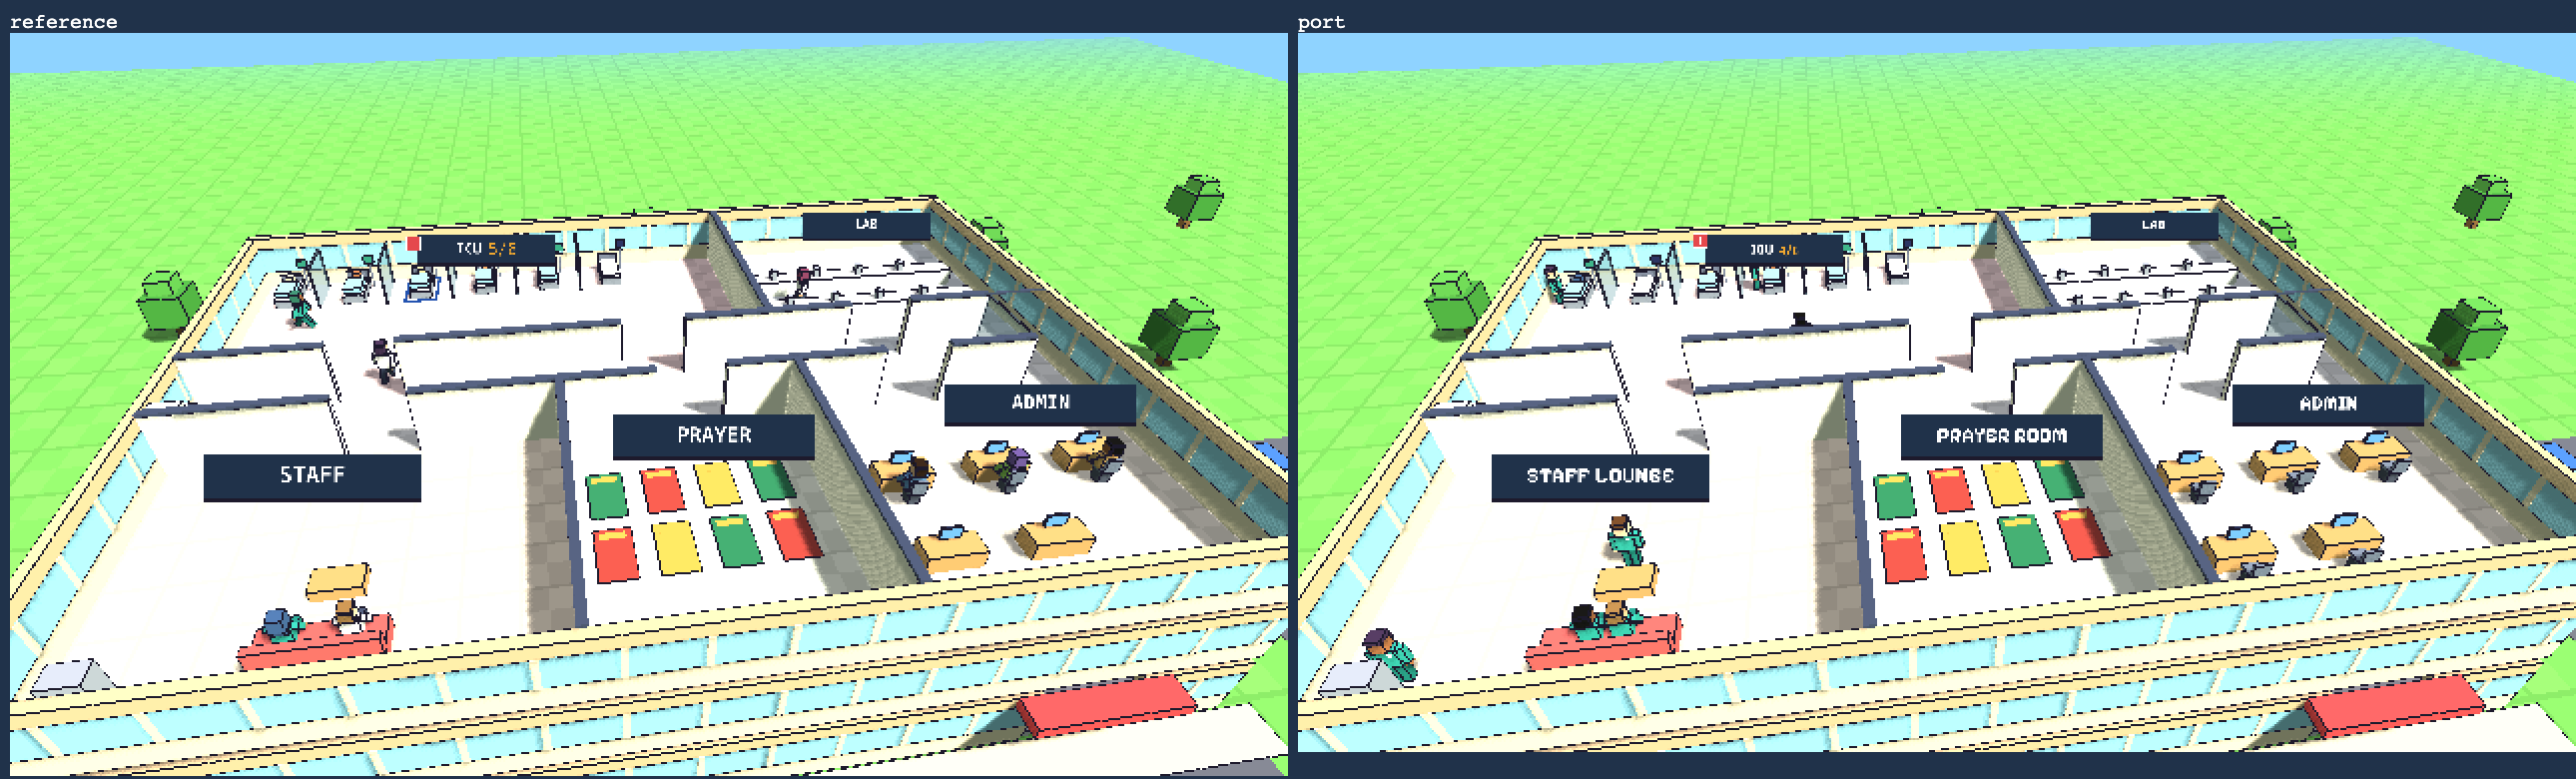 reference
port
LAB
ICU 5/8
ADMIN
PRAYER
STAFF
LAB
ADMIN
PRAYER ROOM
STAFF LOUNGE